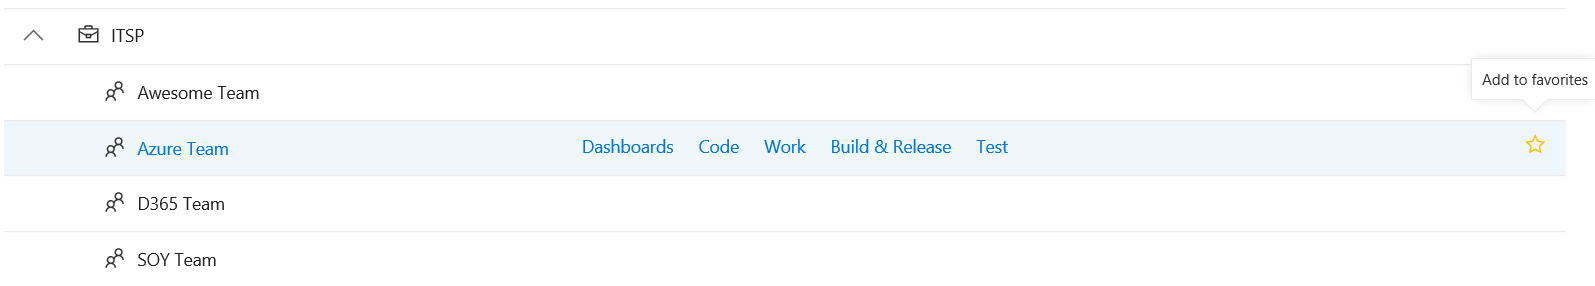 ITSP
Awesome Team
Add to favorites
Azure Team Dashboards Code Work Build & Release Test
D365 Team
SOY Team